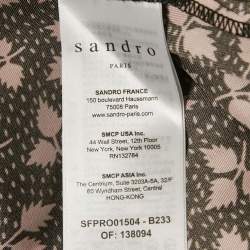 sandro
PARIS
SANDRO FRANCE
150 boulevard Haussmann
75008 Paris
www.sandro-paris.com
SMCP USA Inc.
44 Wall Street, 12th Floor
New York, New York 10005
RN132784
SMCP ASIA Inc.
The Centrium, Suite 3203A-5A, 32/F
60 Wyndham Street, Central
HONG-KONG
SFPRO01504 - B233
OF: 138094